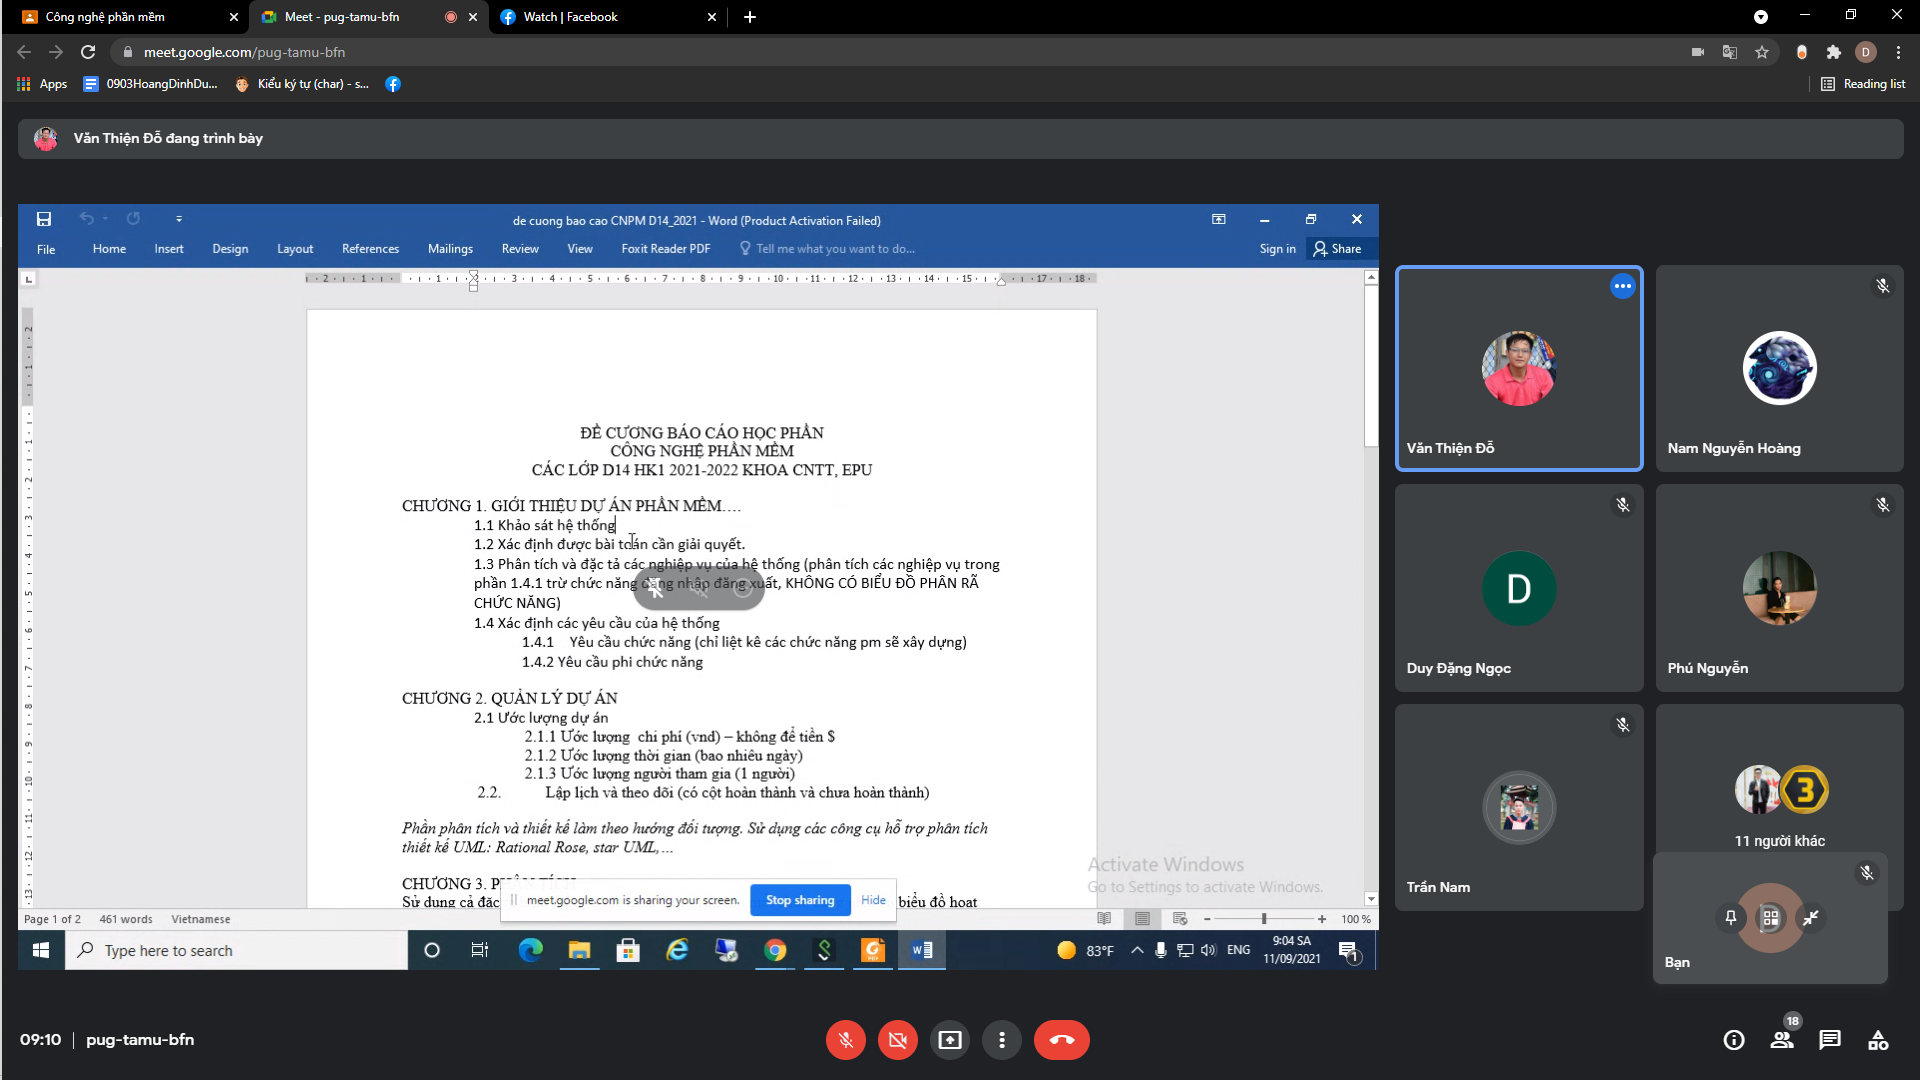 Công nghệ phần mềm
Meet - pug-tamu-bfn
Watch | Facebook
meet.google.com/pug-tamu-bfn
Apps
0903HoangDinhDu...
Kiểu ký tự (char) - s...
Reading list
Văn Thiện Đỗ đang trình bày
de cuong bao cao CNPM D14_2021 - Word (Product Activation Failed)
File Home Insert Design Layout References Mailings Review View Foxit Reader PDF Tell me what you want to do... Sign in Share
ĐỀ CƯƠNG BÁO CÁO HỌC PHẦN
CÔNG NGHỆ PHẦN MỀM
CÁC LỚP D14 HK1 2021-2022 KHOA CNTT, EPU
CHƯƠNG 1. GIỚI THIỆU DỰ ÁN PHẦN MỀM….
1.1 Khảo sát hệ thống
1.2 Xác định được bài toán cần giải quyết.
1.3 Phân tích và đặc tả các nghiệp vụ của hệ thống (phân tích các nghiệp vụ trong
phần 1.4.1 trừ chức năng đăng nhập đăng xuất, KHÔNG CÓ BIỂU ĐỒ PHÂN RÃ
CHỨC NĂNG)
1.4 Xác định các yêu cầu của hệ thống
1.4.1 Yêu cầu chức năng (chỉ liệt kê các chức năng pm sẽ xây dựng)
1.4.2 Yêu cầu phi chức năng
CHƯƠNG 2. QUẢN LÝ DỰ ÁN
2.1 Ước lượng dự án
2.1.1 Ước lượng chi phí (vnd) – không để tiền $
2.1.2 Ước lượng thời gian (bao nhiêu ngày)
2.1.3 Ước lượng người tham gia (1 người)
2.2. Lập lịch và theo dõi (có cột hoàn thành và chưa hoàn thành)
Phần phân tích và thiết kế làm theo hướng đối tượng. Sử dụng các công cụ hỗ trợ phân tích
thiết kế UML: Rational Rose, star UML,…
CHƯƠNG 3. PHÂN TÍCH
Sử dụng cả đặc biểu đồ hoạt
meet.google.com is sharing your screen. Stop sharing Hide
Activate Windows
Go to Settings to activate Windows.
Page 1 of 2 461 words Vietnamese
100 %
Type here to search
83°F
ENG
9:04 SA
11/09/2021
1
Văn Thiện Đỗ
Nam Nguyễn Hoàng
D
Duy Đặng Ngọc
Phú Nguyễn
Trần Nam
3
11 người khác
Bạn
09:10 | pug-tamu-bfn
18